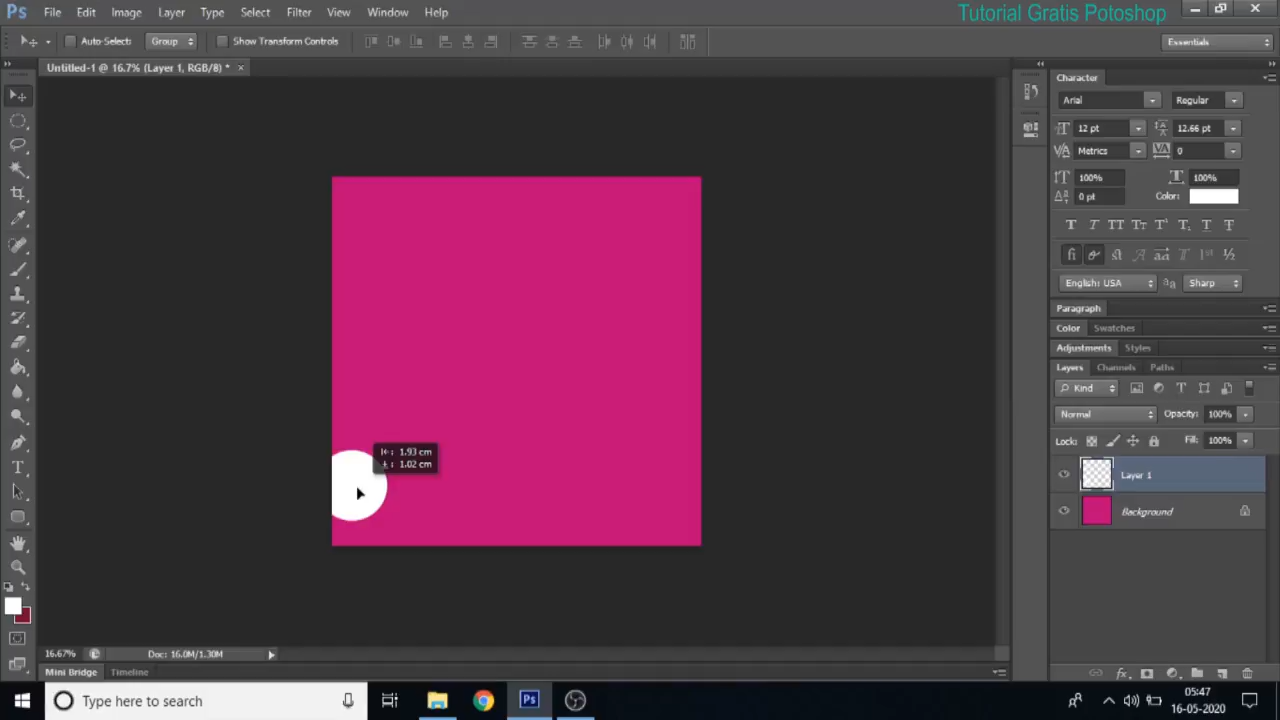 Ps File Edit Image Layer Type Select Filter View Window Help
Tutorial Gratis Potoshop
Auto-Select: Group Show Transform Controls
Essentials
Untitled-1 @ 16.7% (Layer 1, RGB/8) *
Character
Arial Regular
12 pt 12.66 pt
Metrics 0
100% 100%
0 pt Color:
English: USA Sharp
Paragraph
Color Swatches
Adjustments Styles
Layers Channels Paths
Kind
Normal Opacity: 100%
Lock: Fill: 100%
Layer 1
Background
1.93 cm
1.02 cm
16.67% Doc: 16.0M/1.30M
Mini Bridge Timeline
Type here to search
Ps
05:47
16-05-2020